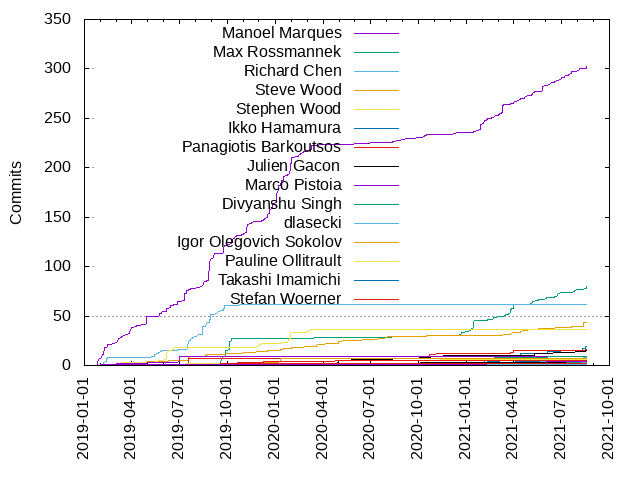 350
300
250
200
150
100
50
0
Commits
Manoel Marques
Max Rossmannek
Richard Chen
Steve Wood
Stephen Wood
Ikko Hamamura
Panagiotis Barkoutsos
Julien Gacon
Marco Pistoia
Divyanshu Singh
dlasecki
Igor Olegovich Sokolov
Pauline Ollitrault
Takashi Imamichi
Stefan Woerner
2019-01-01
2019-04-01
2019-07-01
2019-10-01
2020-01-01
2020-04-01
2020-07-01
2020-10-01
2021-01-01
2021-04-01
2021-07-01
2021-10-01